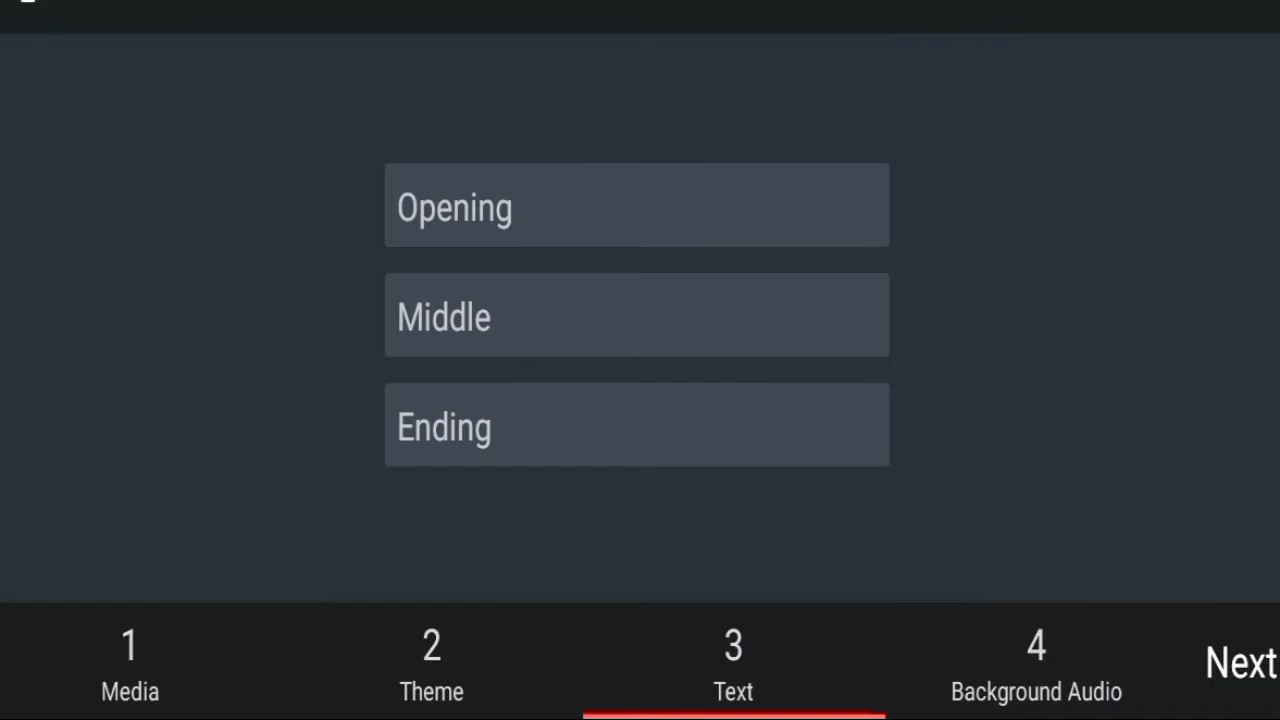 Opening
Middle
Ending
1 2 3 4
Media Theme Text Background Audio
Next